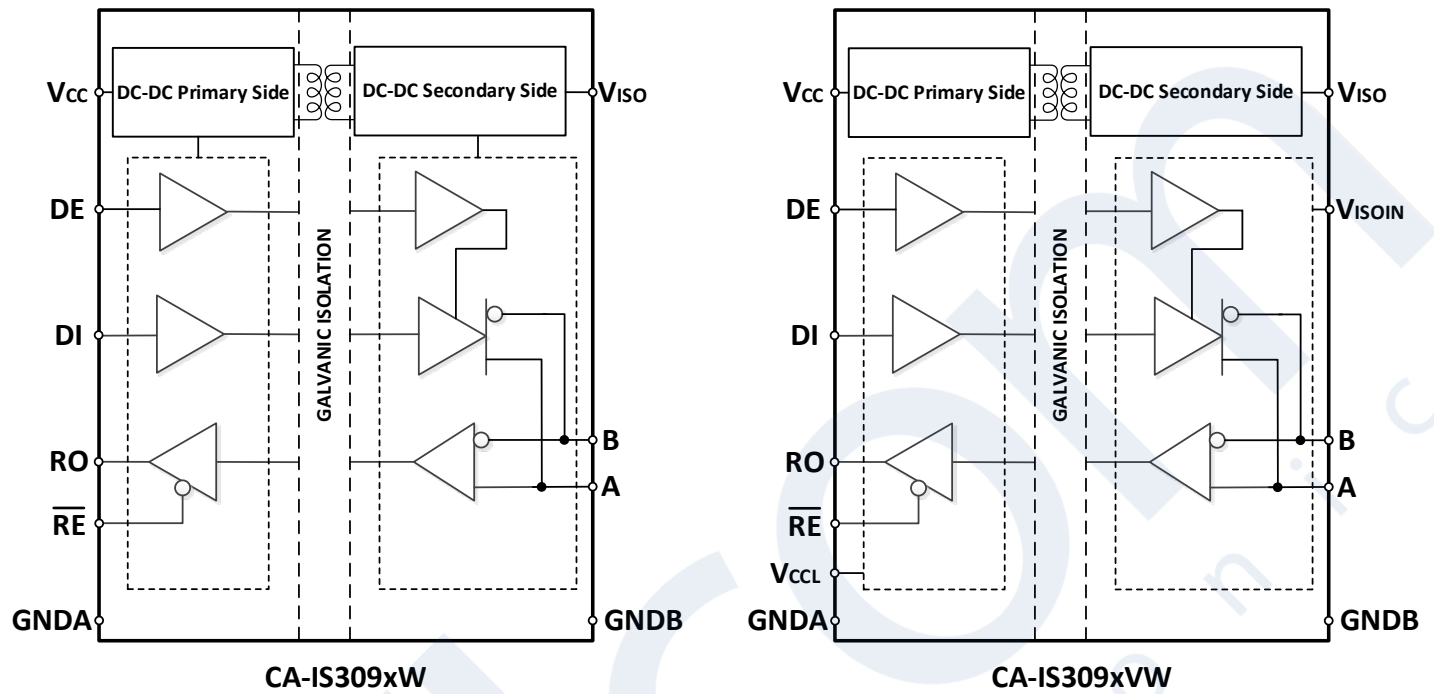 VCC
DC-DC Primary Side
DC-DC Secondary Side
VISO
DE
DI
GALVANIC ISOLATION
RO
B
A
RE
GNDA
GNDB
CA-IS309xW
VCC
DC-DC Primary Side
DC-DC Secondary Side
VISO
DE
VISOIN
DI
GALVANIC ISOLATION
RO
B
A
RE
VCCL
GNDA
GNDB
CA-IS309xVW